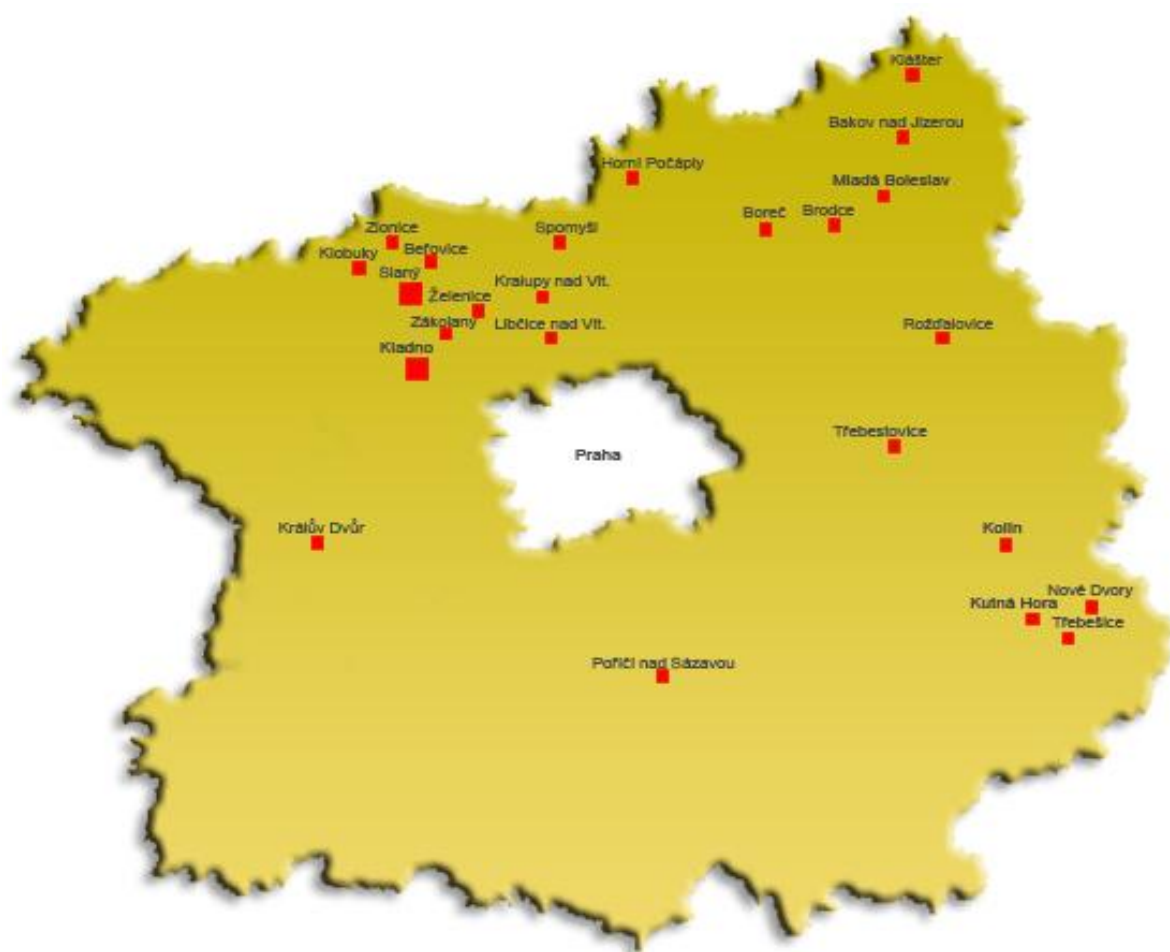 Klášter
Bakov nad Jizerou
Horní Počáply
Mladá Boleslav
Boreč
Brodce
Zlonice
Spomyšl
Klobuky
Beřovice
Slaný
Kralupy nad Vlt.
Želenice
Zákolany
Libčice nad Vlt.
Rožďalovice
Kladno
Třebestovice
Praha
Králův Dvůr
Kolín
Nové Dvory
Kutná Hora
Třebešice
Poříčí nad Sázavou